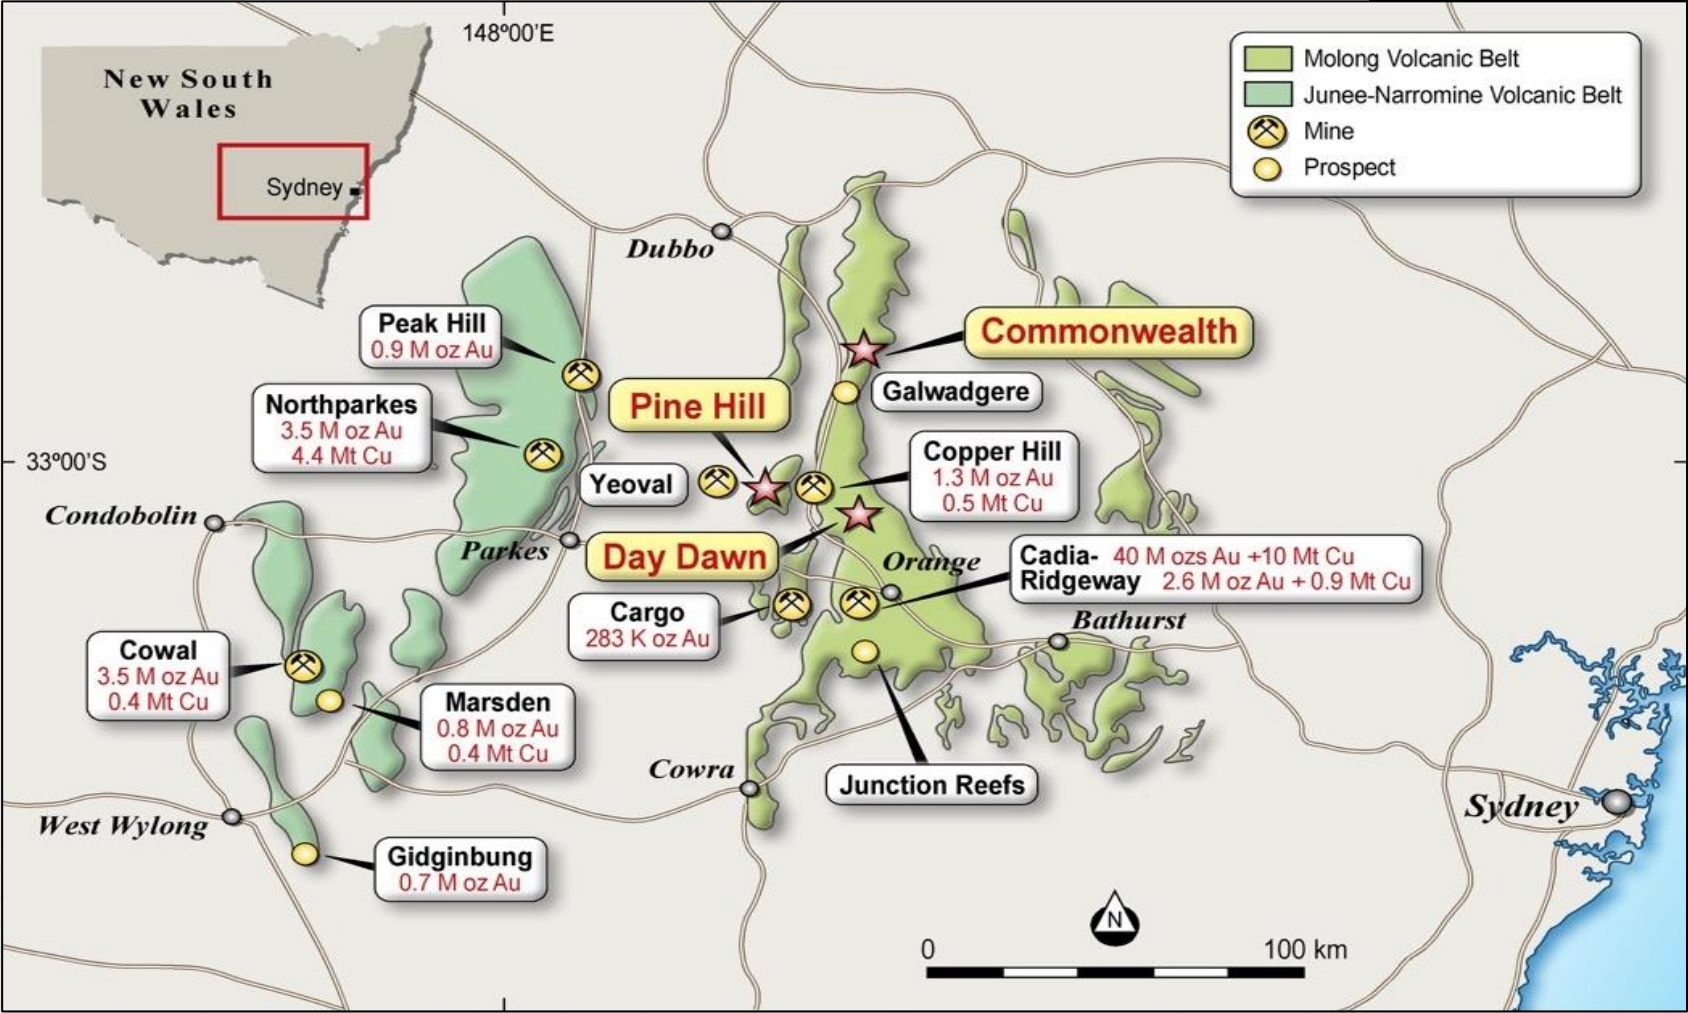 148°00'E
New South
Wales
Sydney
Molong Volcanic Belt
Junee-Narromine Volcanic Belt
Mine
Prospect
Dubbo
Peak Hill
0.9 M oz Au
Commonwealth
Northparkes
3.5 M oz Au
4.4 Mt Cu
Pine Hill
Galwadgere
33°00'S
Yeoval
Copper Hill
1.3 M oz Au
0.5 Mt Cu
Condobolin
Parkes
Day Dawn
Orange
Cadia- 40 M ozs Au +10 Mt Cu
Ridgeway 2.6 M oz Au + 0.9 Mt Cu
Cargo
283 K oz Au
Bathurst
Cowal
3.5 M oz Au
0.4 Mt Cu
Marsden
0.8 M oz Au
0.4 Mt Cu
Cowra
Junction Reefs
Sydney
West Wylong
Gidginbung
0.7 M oz Au
N
0 100 km